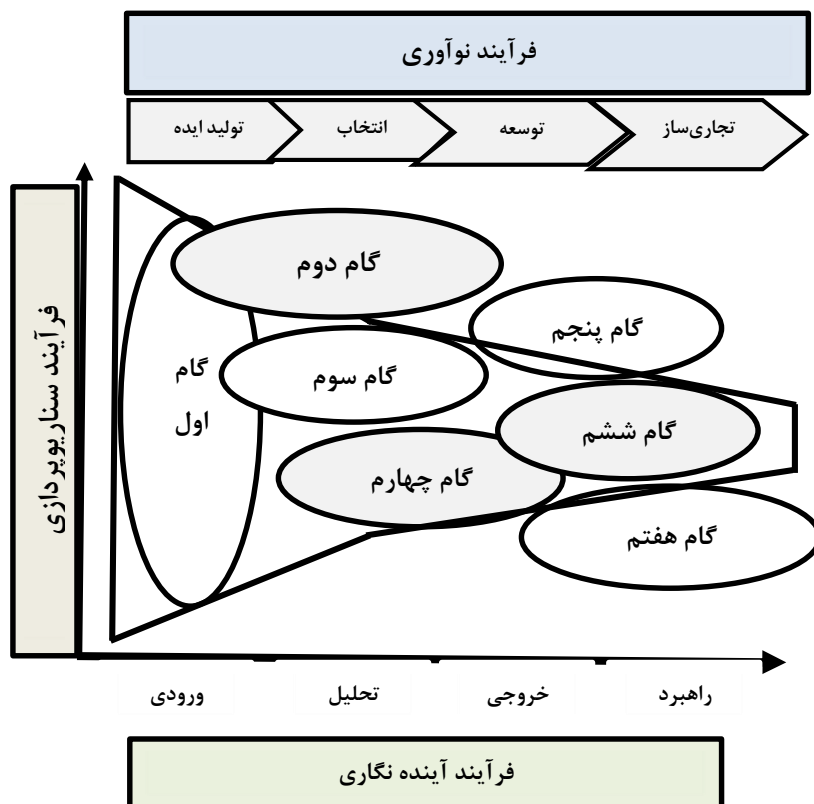 فرآیند نوآوری
تولید ایده
انتخاب
توسعه
تجاری‌ساز
فرآیند سناریوپردازی
گام دوم
گام پنجم
گام
اول
گام سوم
گام ششم
گام چهارم
گام هفتم
ورودی
تحلیل
خروجی
راهبرد
فرآیند آینده نگاری